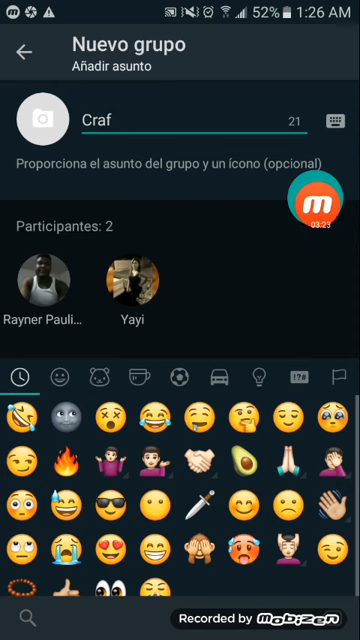 52% 1:26 AM
Nuevo grupo
Añadir asunto
Craf
21
Proporciona el asunto del grupo y un ícono (opcional)
m
03:23
Participantes: 2
Rayner Pauli...
Yayi
!?#
Recorded by Mobizen